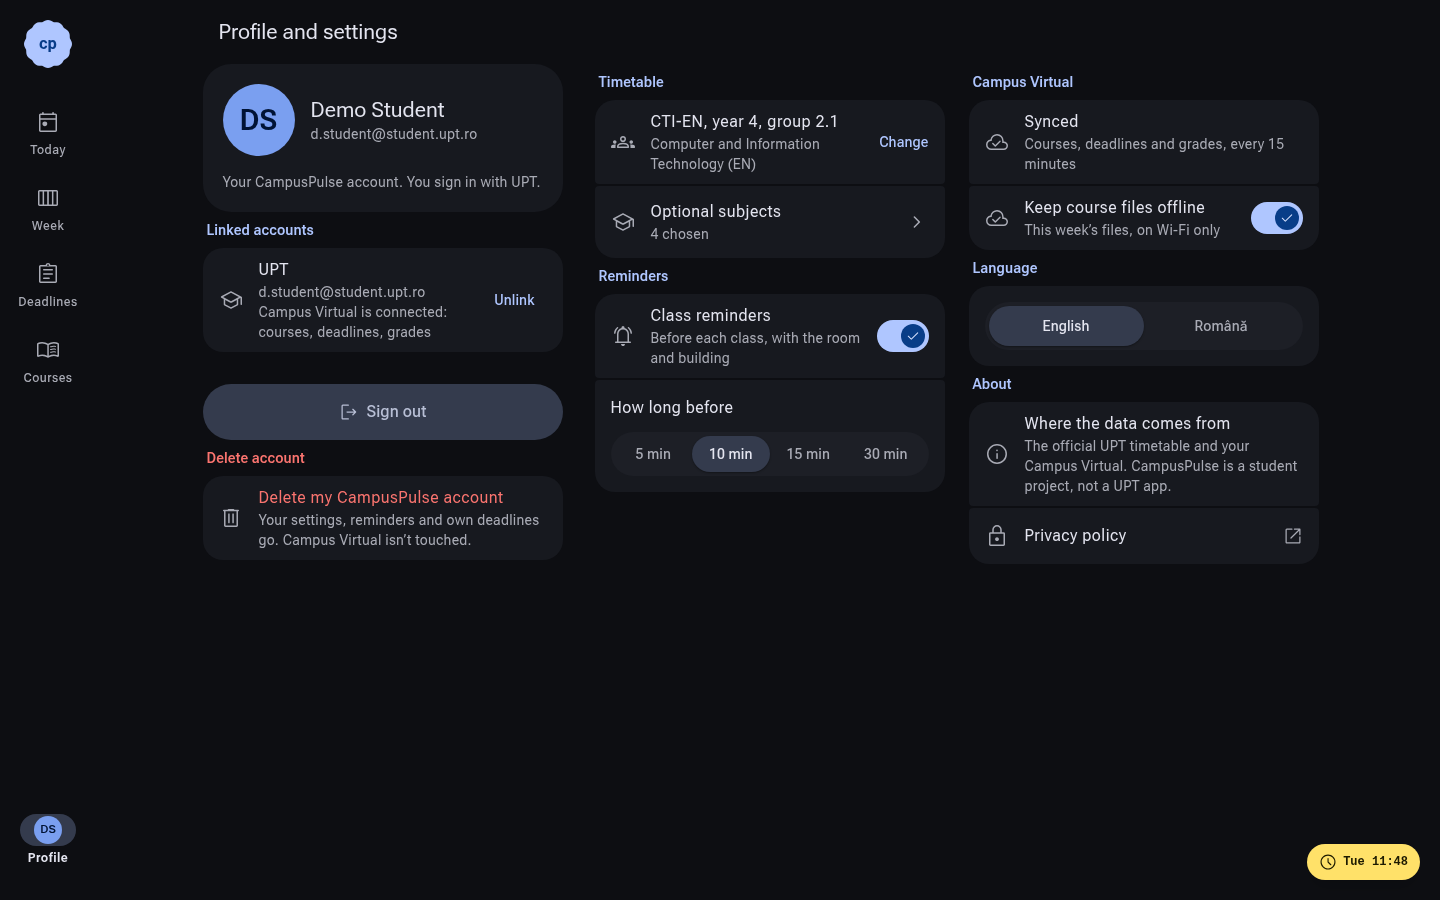 cp
Today
Week
Deadlines
Courses
DS
Profile
Profile and settings
DS
Demo Student
d.student@student.upt.ro
Your CampusPulse account. You sign in with UPT.
Linked accounts
UPT
d.student@student.upt.ro
Campus Virtual is connected:
courses, deadlines, grades
Unlink
Sign out
Delete account
Delete my CampusPulse account
Your settings, reminders and own deadlines
go. Campus Virtual isn’t touched.
Timetable
CTI-EN, year 4, group 2.1
Computer and Information
Technology (EN)
Change
Optional subjects
4 chosen
Reminders
Class reminders
Before each class, with the room
and building
How long before
5 min 10 min 15 min 30 min
Campus Virtual
Synced
Courses, deadlines and grades, every 15
minutes
Keep course files offline
This week’s files, on Wi-Fi only
Language
English Română
About
Where the data comes from
The official UPT timetable and your
Campus Virtual. CampusPulse is a student
project, not a UPT app.
Privacy policy
Tue 11:48